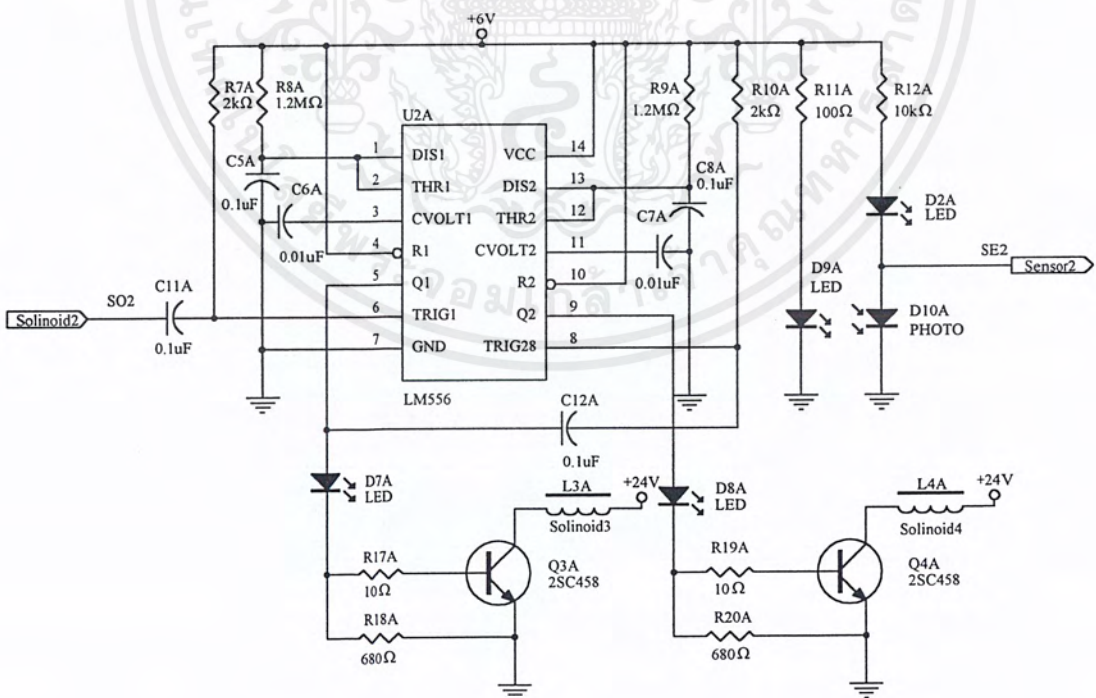 +6V
R7A
2kΩ
R8A
1.2MΩ
R9A
1.2MΩ
R10A
2kΩ
R11A
100Ω
R12A
10kΩ
U2A
1 DIS1 VCC 14
2 THR1 DIS2 13
3 CVOLT1 THR2 12
4 R1 CVOLT2 11
5 Q1 R2 10
6 TRIG1 Q2 9
7 GND TRIG28 8
LM556
C5A
0.1uF
C6A
0.01uF
C8A
0.1uF
C7A
0.01uF
D2A
LED
D9A
LED
SE2
Sensor2
D10A
PHOTO
Solinoid2
SO2
C11A
0.1uF
C12A
0.1uF
D7A
LED
L3A
+24V
Solinoid3
D8A
LED
L4A
+24V
Solinoid4
R17A
10Ω
Q3A
2SC458
R18A
680Ω
R19A
10Ω
Q4A
2SC458
R20A
680Ω